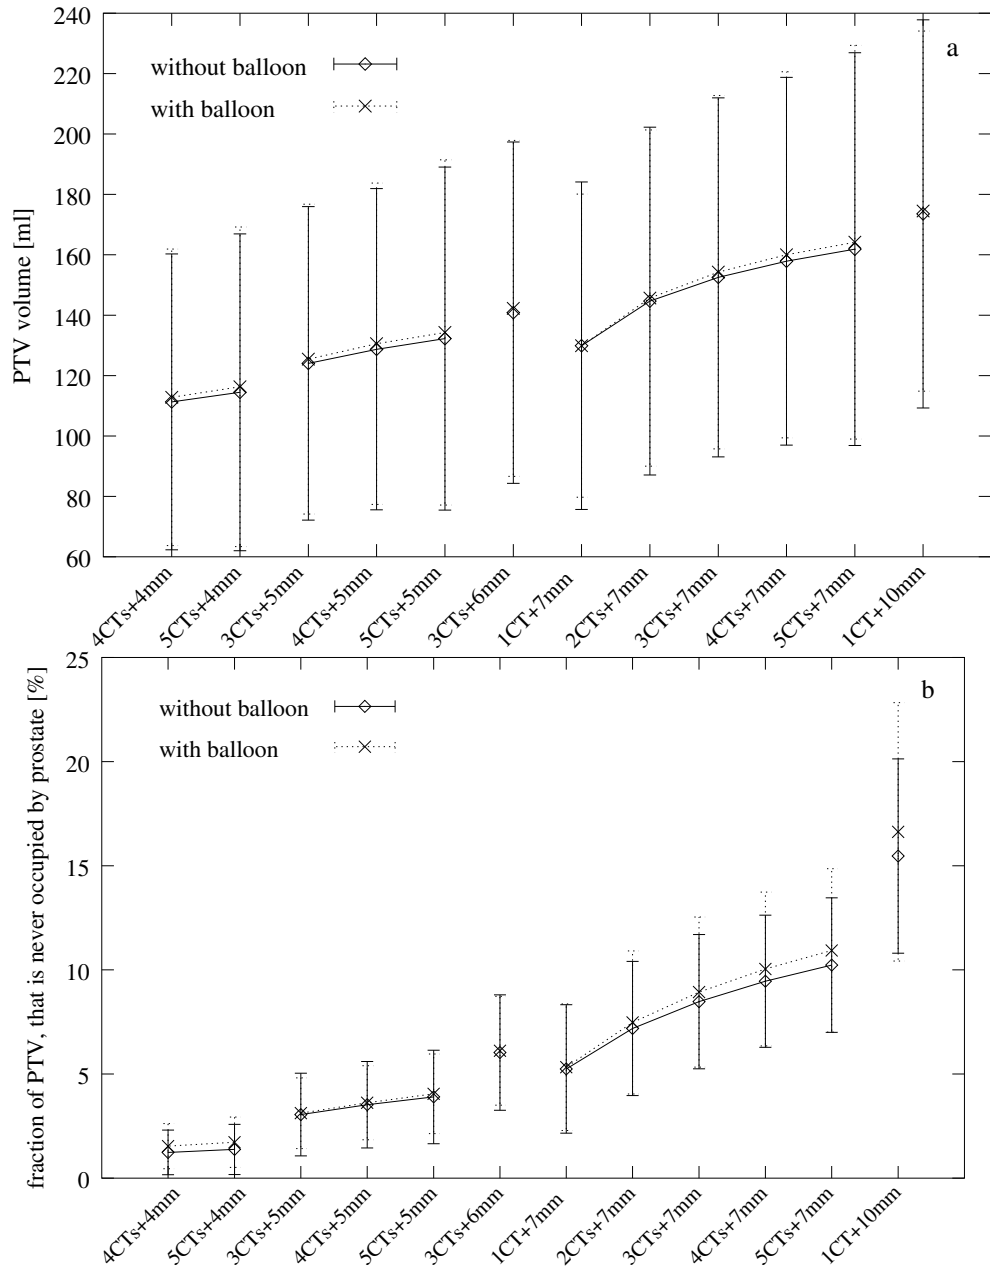 a
without balloon
with balloon
PTV volume [ml]
240
220
200
180
160
140
120
100
80
60
4CTs+4mm
5CTs+4mm
3CTs+5mm
4CTs+5mm
5CTs+5mm
3CTs+6mm
1CT+7mm
2CTs+7mm
3CTs+7mm
4CTs+7mm
5CTs+7mm
1CT+10mm
b
without balloon
with balloon
fraction of PTV, that is never occupied by prostate [%]
25
20
15
10
5
0
4CTs+4mm
5CTs+4mm
3CTs+5mm
4CTs+5mm
5CTs+5mm
3CTs+6mm
1CT+7mm
2CTs+7mm
3CTs+7mm
4CTs+7mm
5CTs+7mm
1CT+10mm